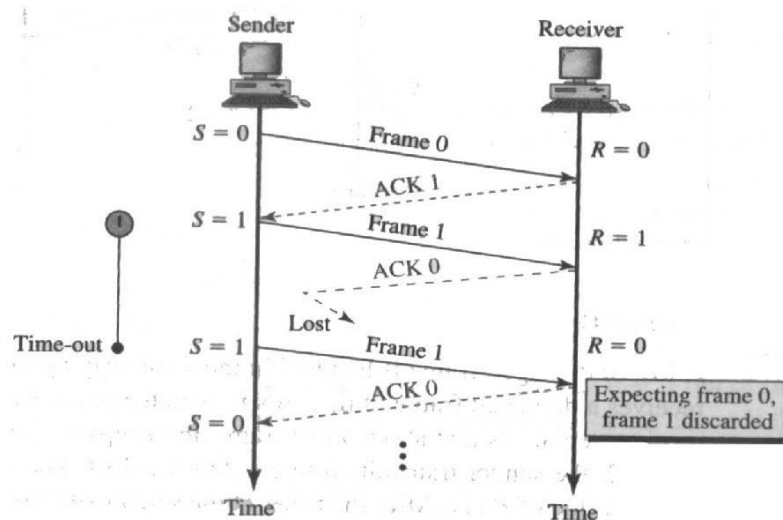 Sender
Receiver
S = 0
Frame 0
R = 0
ACK 1
S = 1
Frame 1
R = 1
ACK 0
Lost
Time-out
S = 1
Frame 1
R = 0
ACK 0
Expecting frame 0,
frame 1 discarded
S = 0
Time
Time